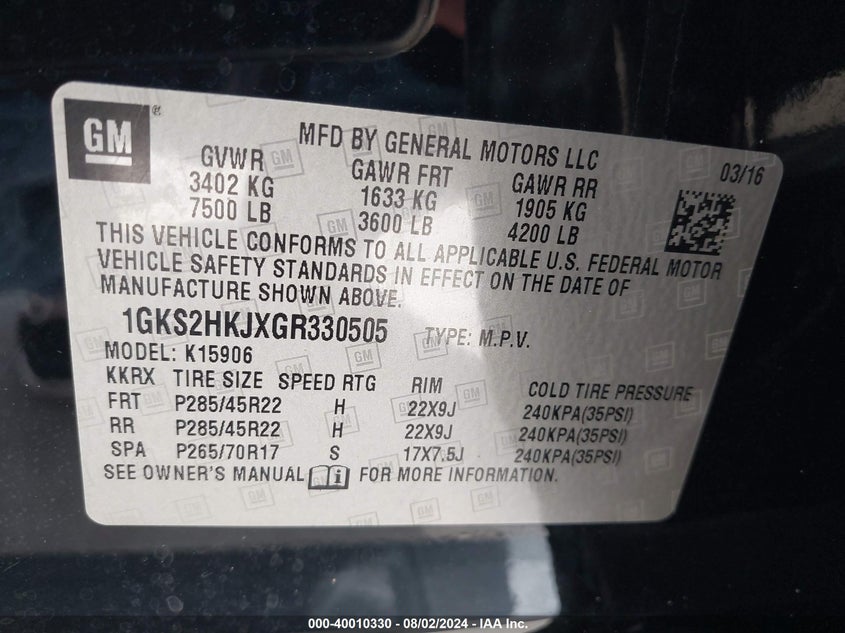 GM ®
MFD BY GENERAL MOTORS LLC
03/16
GVWR GAWR FRT GAWR RR
3402 KG 1633 KG 1905 KG
7500 LB 3600 LB 4200 LB
THIS VEHICLE CONFORMS TO ALL APPLICABLE U.S. FEDERAL MOTOR
VEHICLE SAFETY STANDARDS IN EFFECT ON THE DATE OF
MANUFACTURE SHOWN ABOVE.
1GKS2HKJXGR330505 TYPE: M.P.V.
MODEL: K15906
KKRX TIRE SIZE SPEED RTG RIM COLD TIRE PRESSURE
FRT P285/45R22 H 22X9J 240KPA(35PSI)
RR P285/45R22 H 22X9J 240KPA(35PSI)
SPA P265/70R17 S 17X7.5J 240KPA(35PSI)
SEE OWNER'S MANUAL FOR MORE INFORMATION.
000-40010330 - 08/02/2024 - IAA Inc.